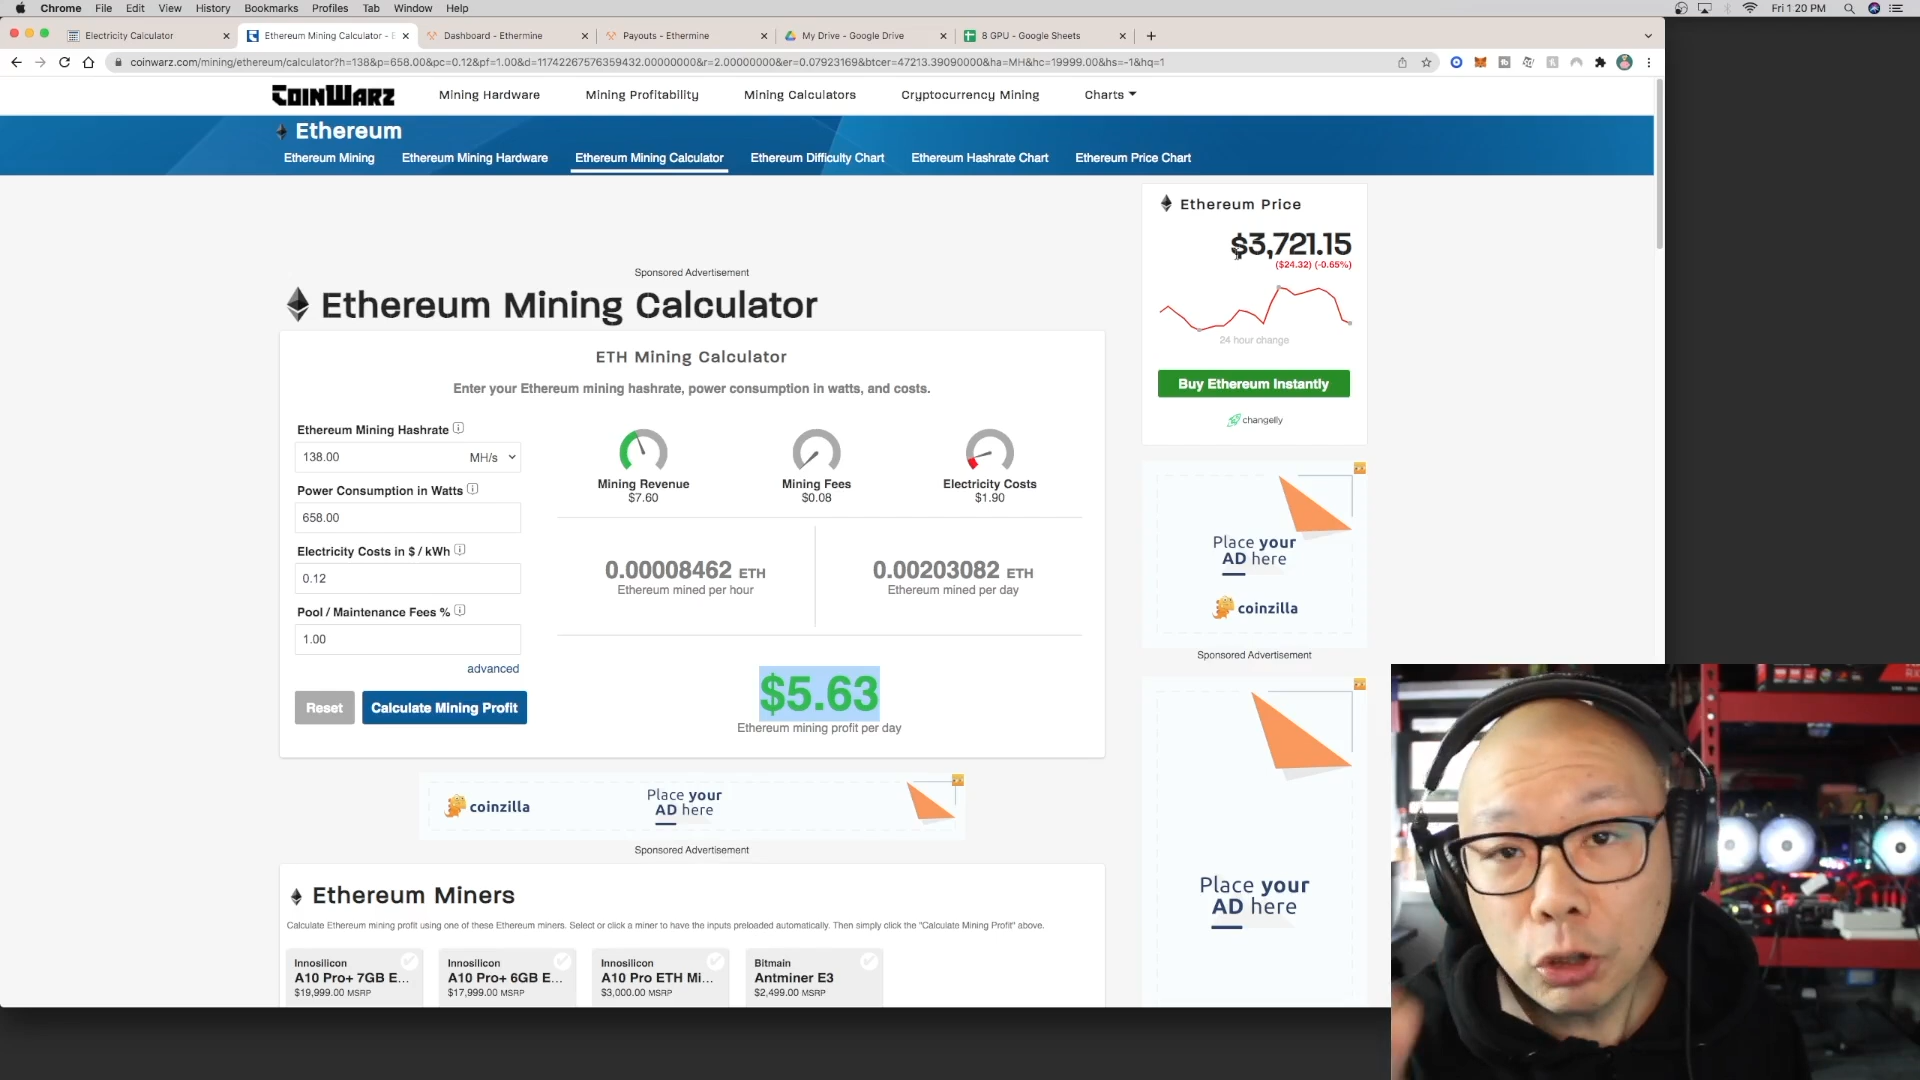 Chrome File Edit View History Bookmarks Profiles Tab Window Help Fri 1 20 PM
Electricity Calculator Ethereum Mining Calculator - E Dashboard - Ethermine Payouts - Ethermine My Drive - Google Drive 8 GPU - Google Sheets
coinwarz.com/mining/ethereum/calculator?h=138&p=658.00&pc=0.12&pf=1.00&d=11742267576359432.00000000&r=2.00000000&er=0.07923169&btcer=47213.39090000&ha=MH&hc=19999.00&hs=-1&hq=1
COINWARZ Mining Hardware Mining Profitability Mining Calculators Cryptocurrency Mining Charts
Ethereum
Ethereum Mining Ethereum Mining Hardware Ethereum Mining Calculator Ethereum Difficulty Chart Ethereum Hashrate Chart Ethereum Price Chart
Sponsored Advertisement
Ethereum Mining Calculator
ETH Mining Calculator
Enter your Ethereum mining hashrate, power consumption in watts, and costs.
Ethereum Mining Hashrate
138.00 MH/s
Power Consumption in Watts
658.00
Electricity Costs in $ / kWh
0.12
Pool / Maintenance Fees %
1.00
advanced
Reset Calculate Mining Profit
Mining Revenue
$7.60
Mining Fees
$0.08
Electricity Costs
$1.90
0.00008462 ETH
Ethereum mined per hour
0.00203082 ETH
Ethereum mined per day
$5.63
Ethereum mining profit per day
coinzilla
Place your
AD here
Sponsored Advertisement
Ethereum Miners
Calculate Ethereum mining profit using one of these Ethereum miners. Select or click a miner to have the inputs preloaded automatically. Then simply click the "Calculate Mining Profit" above.
Innosilicon
A10 Pro+ 7GB E...
$19,999.00 MSRP
Innosilicon
A10 Pro+ 6GB E...
$17,999.00 MSRP
Innosilicon
A10 Pro ETH Mi...
$3,000.00 MSRP
Bitmain
Antminer E3
$2,499.00 MSRP
Ethereum Price
$3,721.15
($24.32) (-0.65%)
24 hour change
Buy Ethereum Instantly
changelly
Place your
AD here
coinzilla
Sponsored Advertisement
Place your
AD here